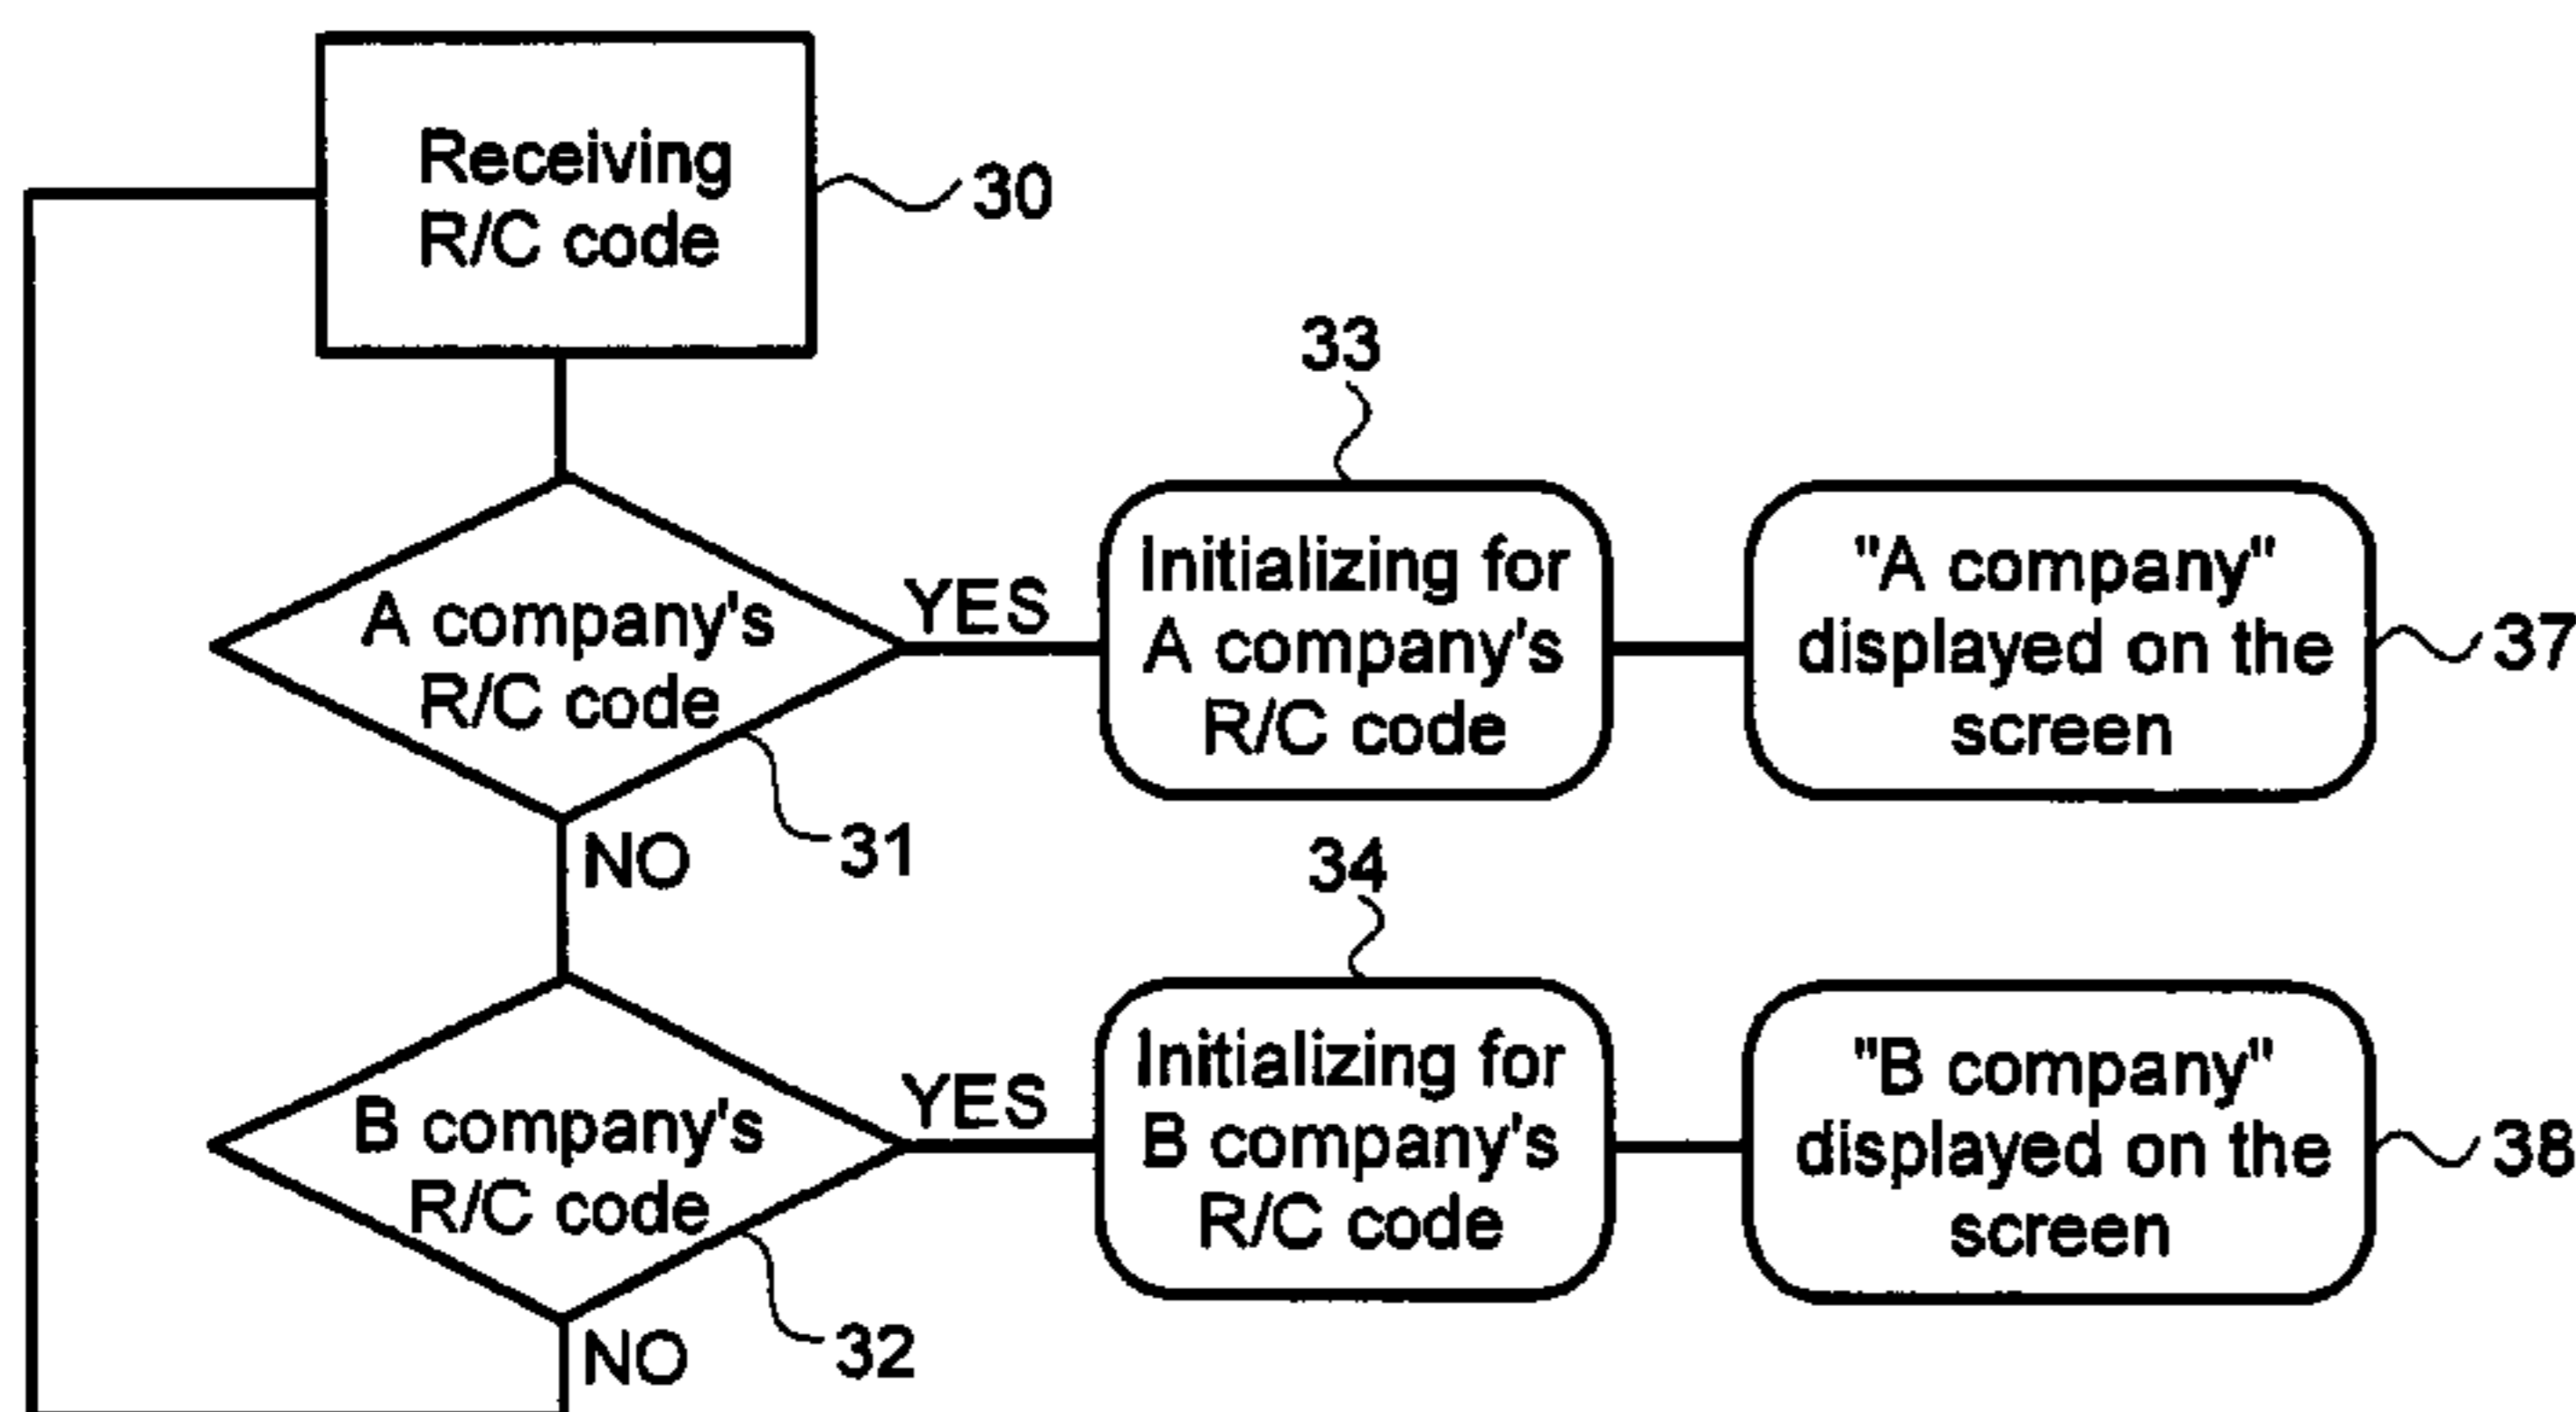 Receiving
R/C code
30
33
A company's
R/C code
YES
Initializing for
A company's
R/C code
"A company"
displayed on the
screen
37
31
NO
34
B company's
R/C code
YES
Initializing for
B company's
R/C code
"B company"
displayed on the
screen
38
32
NO